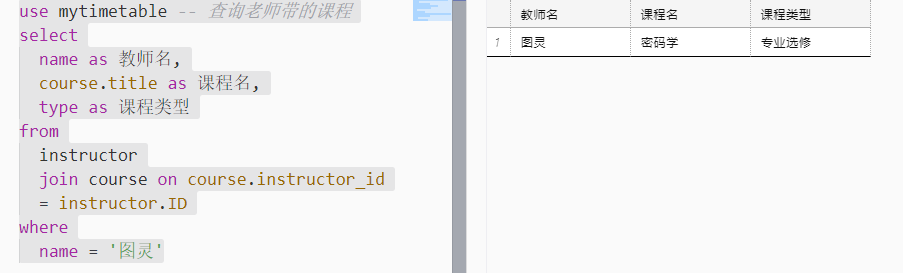 use mytimetable -- 查询老师带的课程
select
name as 教师名,
course.title as 课程名,
type as 课程类型
from
instructor
join course on course.instructor_id
= instructor.ID
where
name = '图灵'
教师名 课程名 课程类型
1 图灵 密码学 专业选修